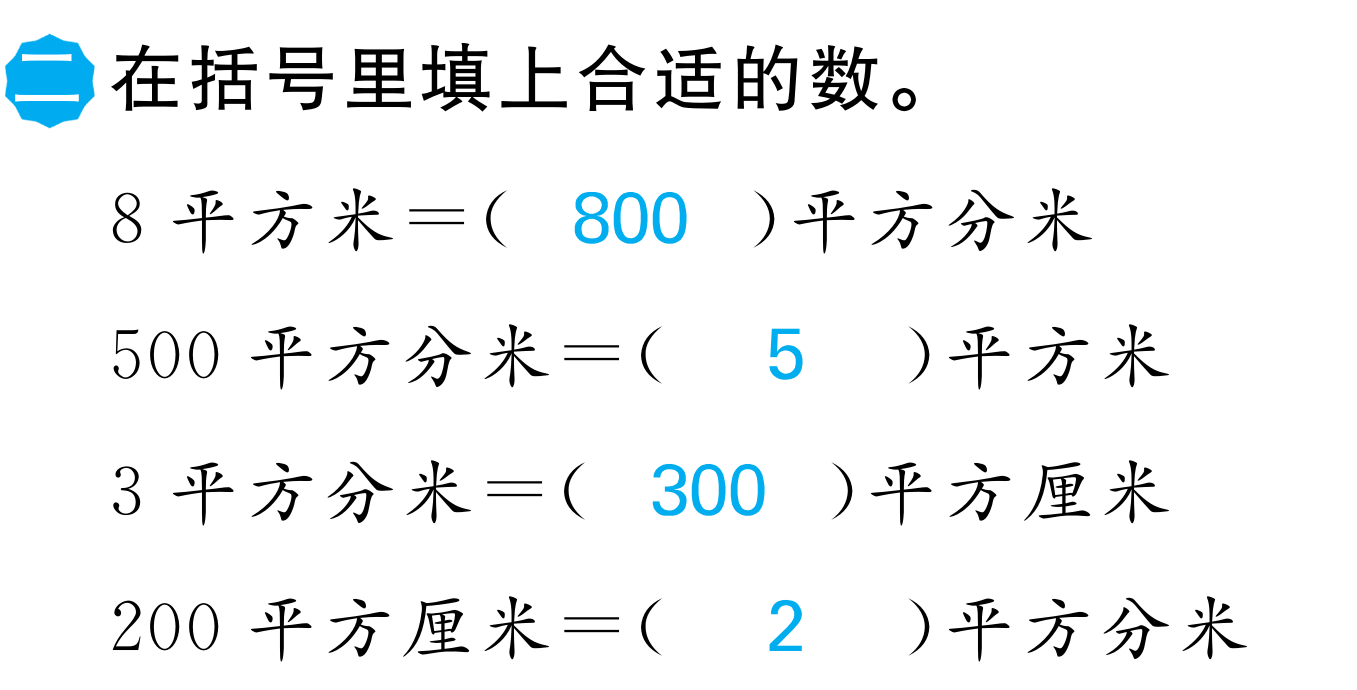 二 在括号里填上合适的数。
8 平方米=( 800 )平方分米
500 平方分米=( 5 )平方米
3 平方分米=( 300 )平方厘米
200 平方厘米=( 2 )平方分米